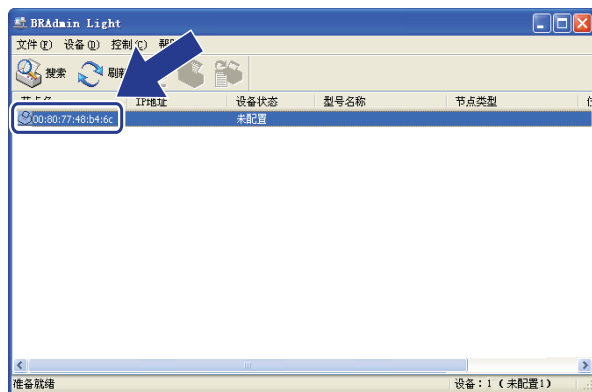 BRAdmin Light
文件(F) 设备(D) 控制(C)
搜索 刷新
IP地址 设备状态 型号名称 节点类型
00:80:77:48:b4:6c 未配置
准备就绪 设备:1 (未配置1)